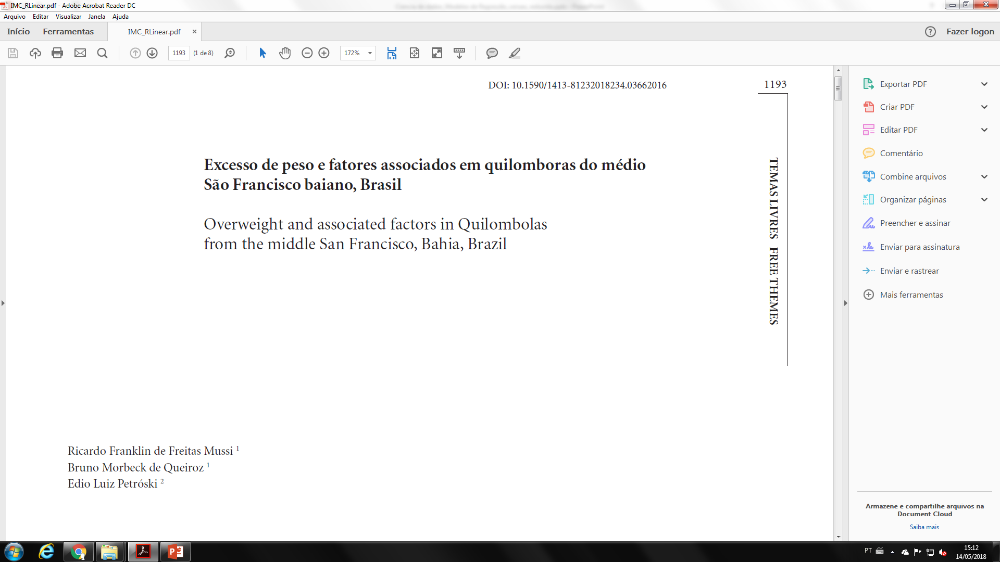 IMC_RLinear.pdf - Adobe Acrobat Reader DC
Arquivo Editar Visualizar Janela Ajuda
Início Ferramentas IMC_RLinear.pdf × ? Fazer logon
1193 (1 de 8) 172%
DOI: 10.1590/1413-81232018234.03662016 1193
Excesso de peso e fatores associados em quilomboras do médio
São Francisco baiano, Brasil
Overweight and associated factors in Quilombolas
from the middle San Francisco, Bahia, Brazil
TEMAS LIVRES FREE THEMES
Ricardo Franklin de Freitas Mussi 1
Bruno Morbeck de Queiroz 1
Edio Luiz Petróski 2
Exportar PDF
Criar PDF
Editar PDF
Comentário
Combine arquivos
Organizar páginas
Preencher e assinar
Enviar para assinatura
Enviar e rastrear
Mais ferramentas
Armazene e compartilhe arquivos na
Document Cloud
Saiba mais
PT
15:12
14/05/2018